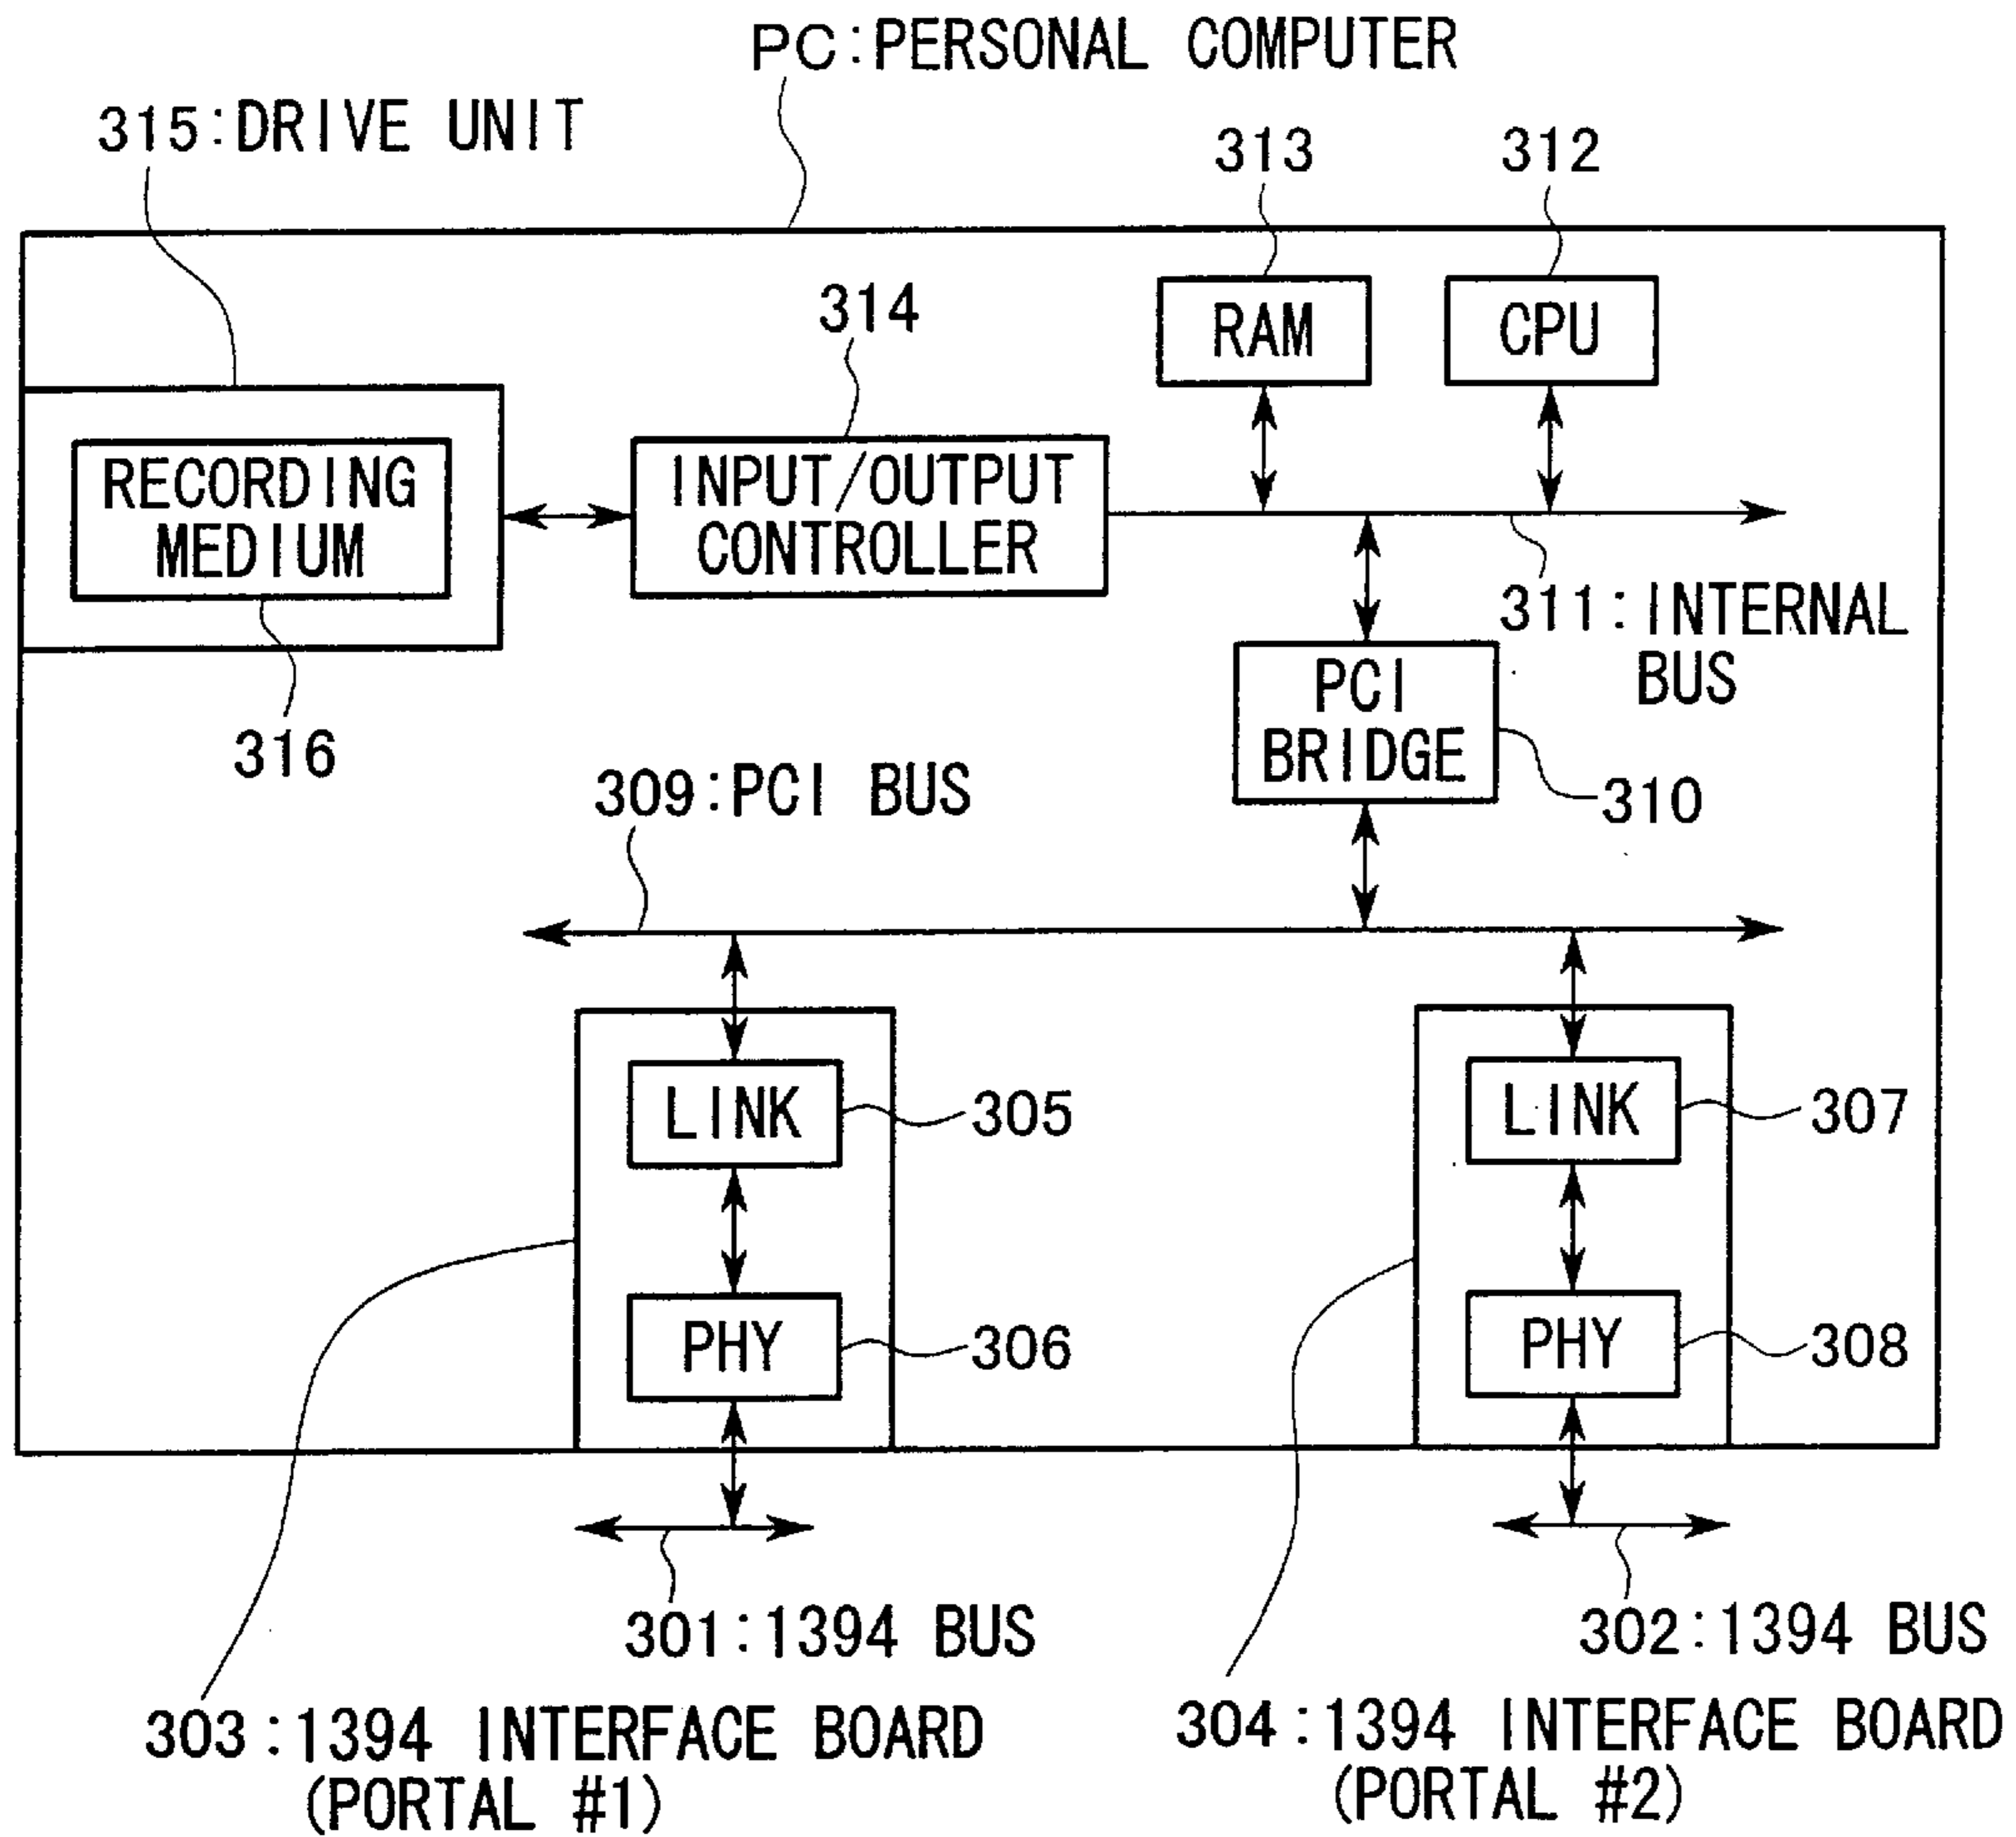 PC:PERSONAL COMPUTER
315:DRIVE UNIT
313
312
314
RAM
CPU
RECORDING
MEDIUM
INPUT/OUTPUT
CONTROLLER
311:INTERNAL
BUS
316
PCI
BRIDGE
310
309:PCI BUS
LINK
305
LINK
307
PHY
306
PHY
308
301:1394 BUS
302:1394 BUS
303:1394 INTERFACE BOARD
(PORTAL #1)
304:1394 INTERFACE BOARD
(PORTAL #2)